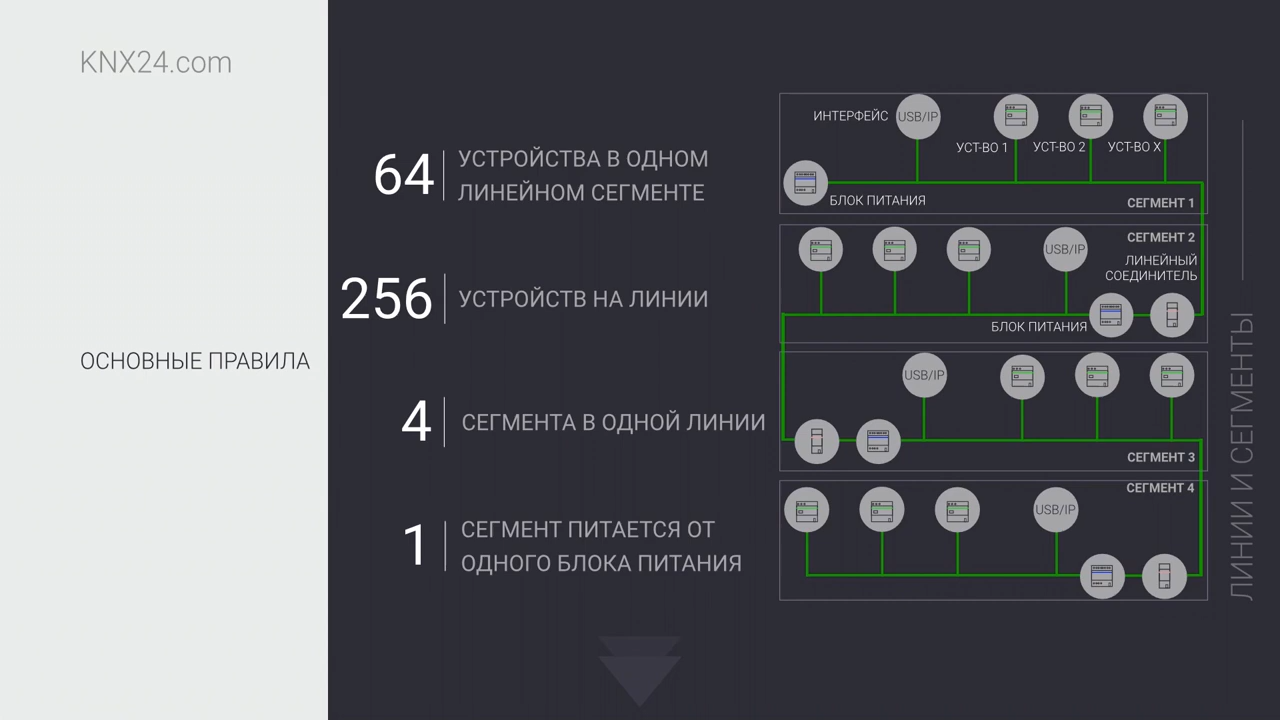 KNX24.com
ОСНОВНЫЕ ПРАВИЛА
64
УСТРОЙСТВА В ОДНОМ
ЛИНЕЙНОМ СЕГМЕНТЕ
256
УСТРОЙСТВ НА ЛИНИИ
4
СЕГМЕНТА В ОДНОЙ ЛИНИИ
1
СЕГМЕНТ ПИТАЕТСЯ ОТ
ОДНОГО БЛОКА ПИТАНИЯ
ИНТЕРФЕЙС
USB/IP
УСТ-ВО 1
УСТ-ВО 2
УСТ-ВО X
БЛОК ПИТАНИЯ
СЕГМЕНТ 1
СЕГМЕНТ 2
USB/IP
ЛИНЕЙНЫЙ
СОЕДИНИТЕЛЬ
БЛОК ПИТАНИЯ
USB/IP
СЕГМЕНТ 3
СЕГМЕНТ 4
USB/IP
ЛИНИИ И СЕГМЕНТЫ